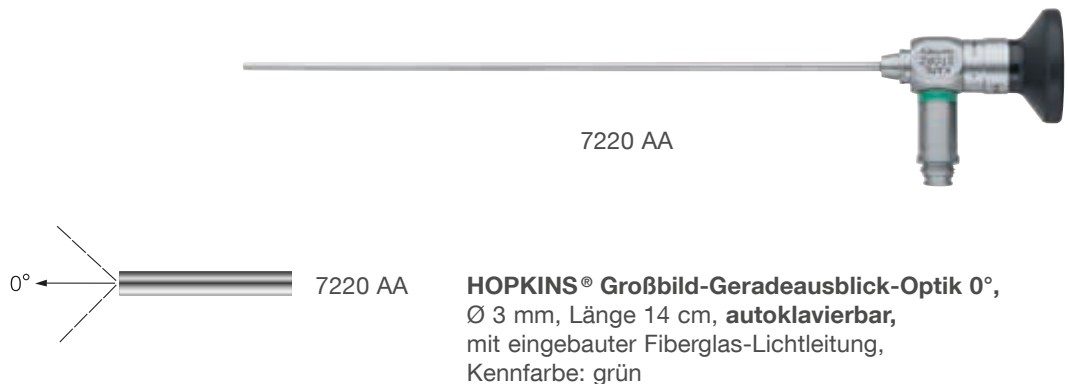 7220 AA
0°
7220 AA
HOPKINS® Großbild-Geradeausblick-Optik 0°,
Ø 3 mm, Länge 14 cm, autoklavierbar,
mit eingebauter Fiberglas-Lichtleitung,
Kennfarbe: grün